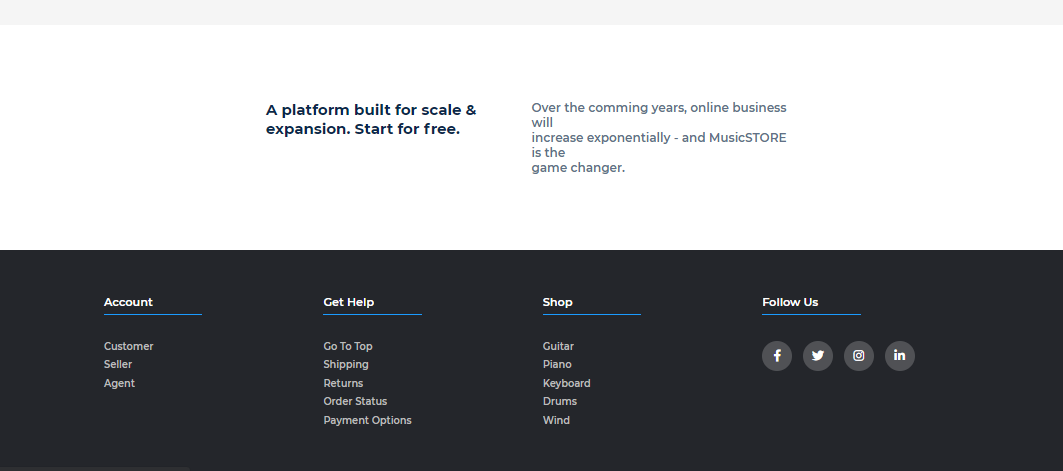 A platform built for scale &
expansion. Start for free.
Over the comming years, online business
will
increase exponentially - and MusicSTORE
is the
game changer.
Account
Customer
Seller
Agent
Get Help
Go To Top
Shipping
Returns
Order Status
Payment Options
Shop
Guitar
Piano
Keyboard
Drums
Wind
Follow Us